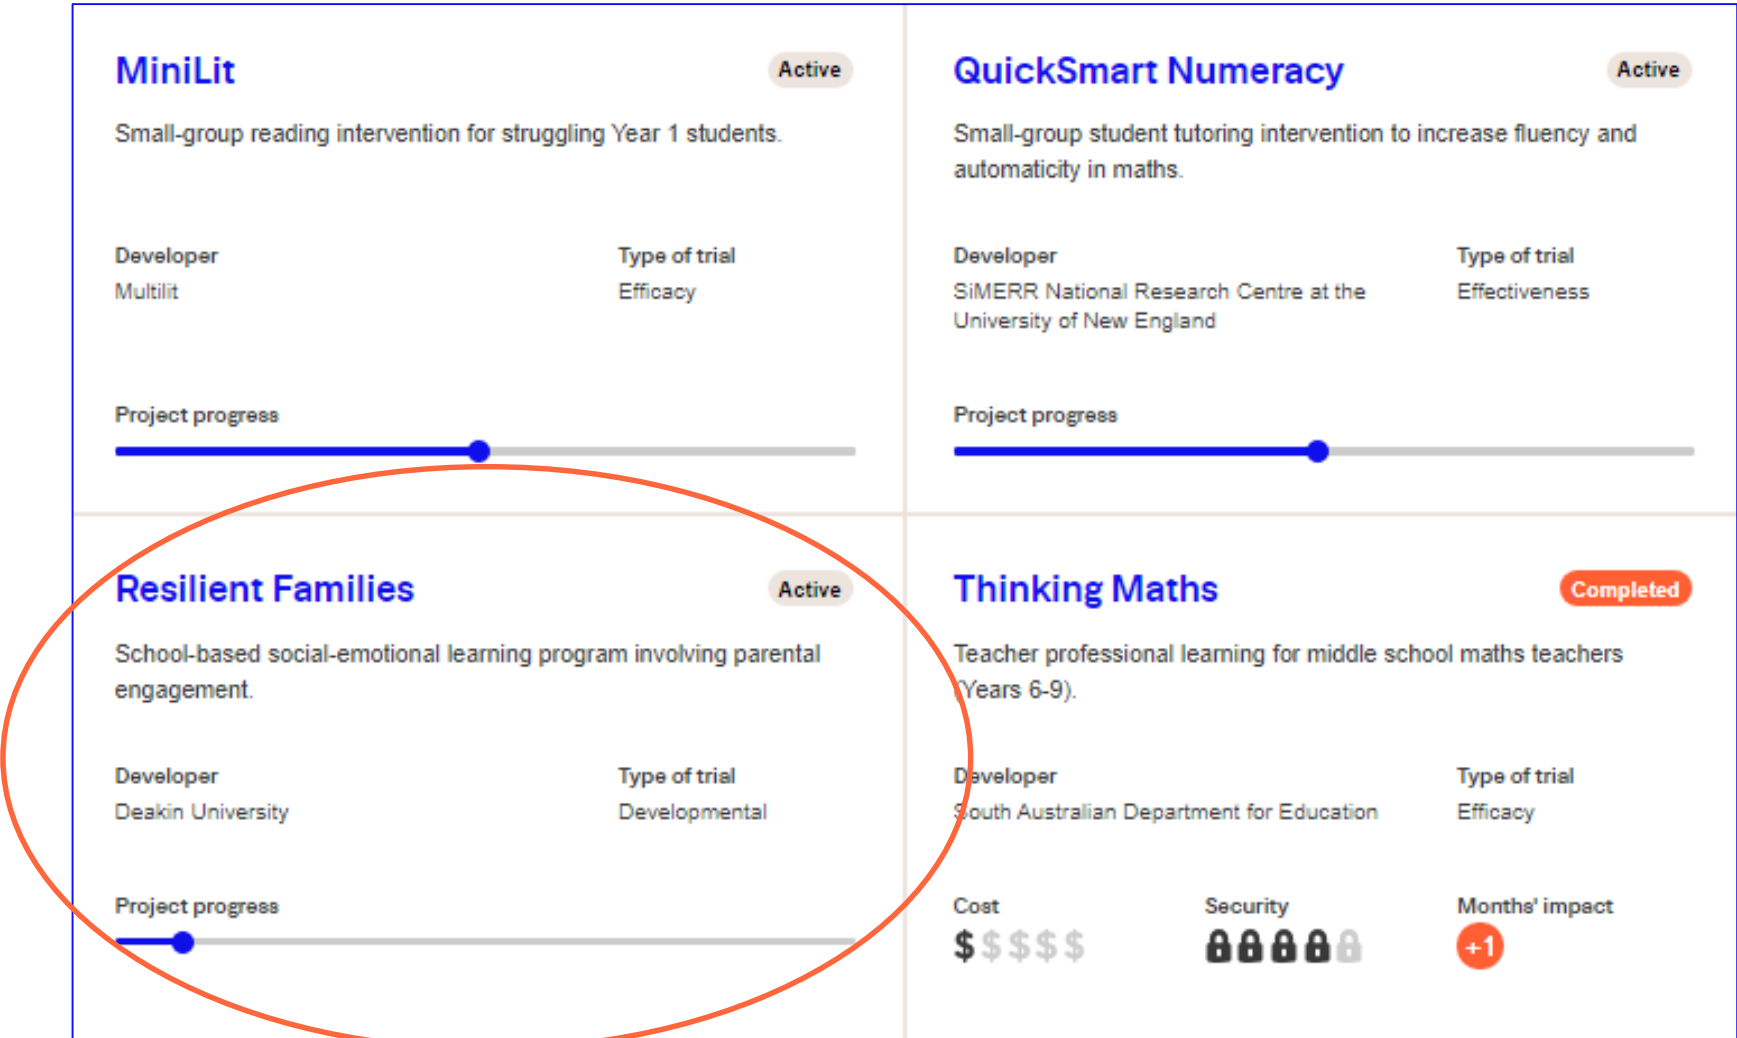 MiniLit
Active
Small-group reading intervention for struggling Year 1 students.
Developer
Type of trial
Multilit
Efficacy
Project progress
QuickSmart Numeracy
Active
Small-group student tutoring intervention to increase fluency and
automaticity in maths.
Developer
Type of trial
SiMERR National Research Centre at the
University of New England
Effectiveness
Project progress
Resilient Families
Active
School-based social-emotional learning program involving parental
engagement.
Developer
Type of trial
Deakin University
Developmental
Project progress
Thinking Maths
Completed
Teacher professional learning for middle school maths teachers
(Years 6-9).
Developer
Type of trial
South Australian Department for Education
Efficacy
Cost
Security
Months' impact
$$$$$
+1